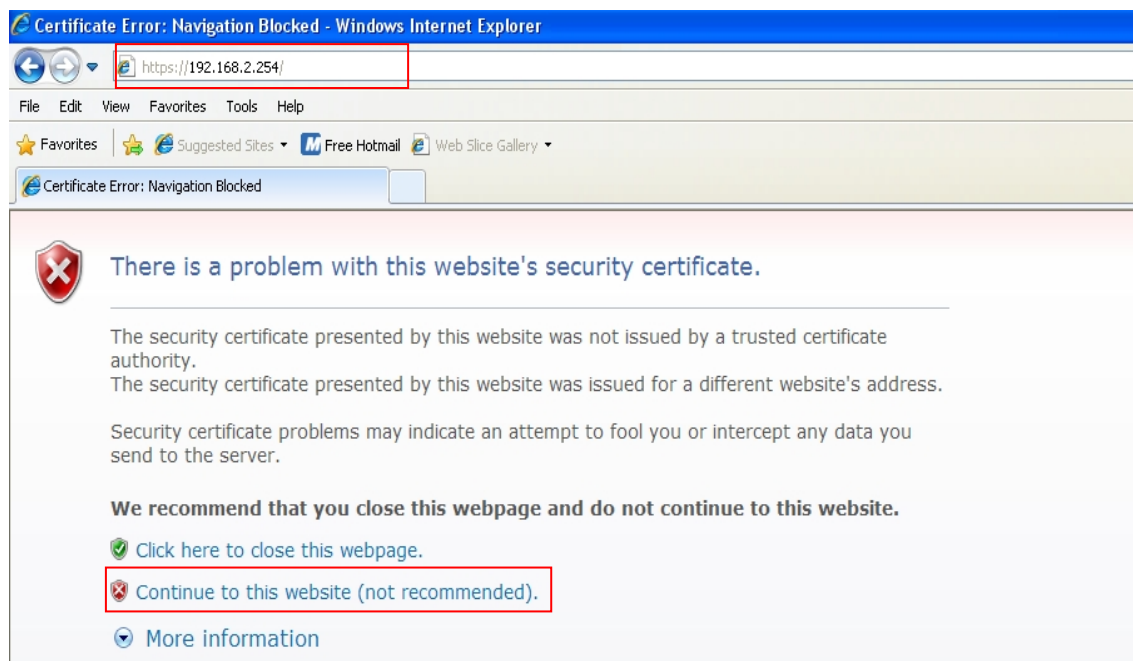 Certificate Error: Navigation Blocked - Windows Internet Explorer
https://192.168.2.254/
File Edit View Favorites Tools Help
Favorites Suggested Sites Free Hotmail Web Slice Gallery
Certificate Error: Navigation Blocked
There is a problem with this website's security certificate.
The security certificate presented by this website was not issued by a trusted certificate
authority.
The security certificate presented by this website was issued for a different website's address.
Security certificate problems may indicate an attempt to fool you or intercept any data you
send to the server.
We recommend that you close this webpage and do not continue to this website.
Click here to close this webpage.
Continue to this website (not recommended).
More information